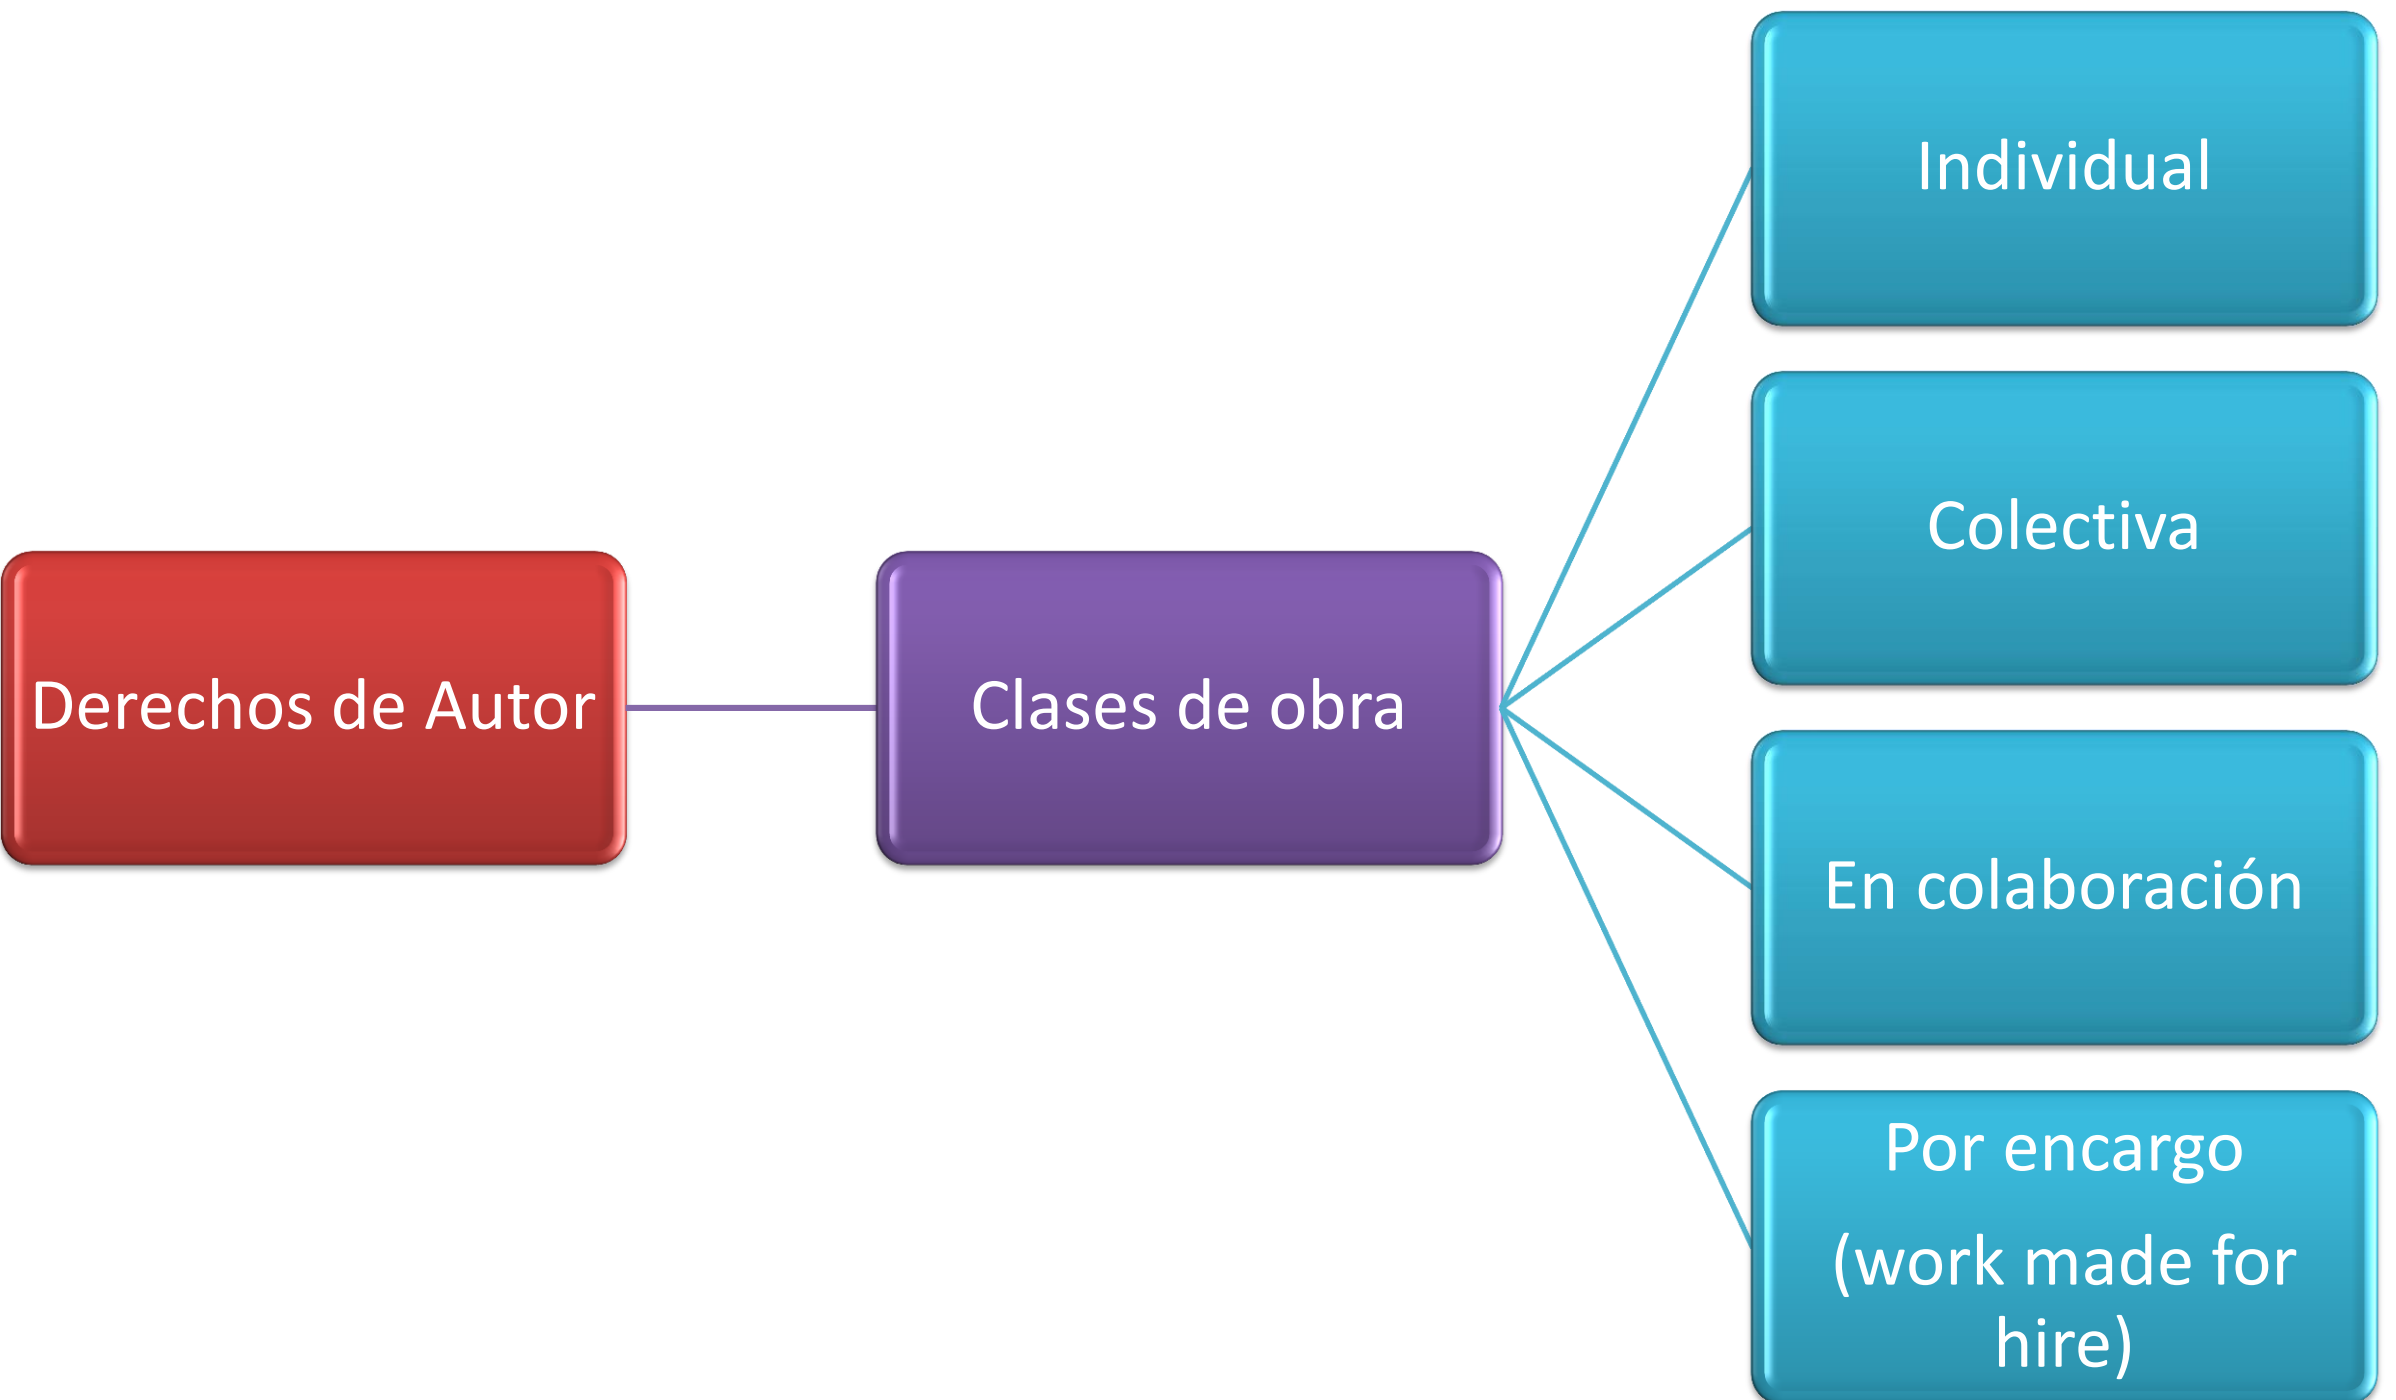 Derechos de Autor
Clases de obra
Individual
Colectiva
En colaboración
Por encargo
(work made for
hire)